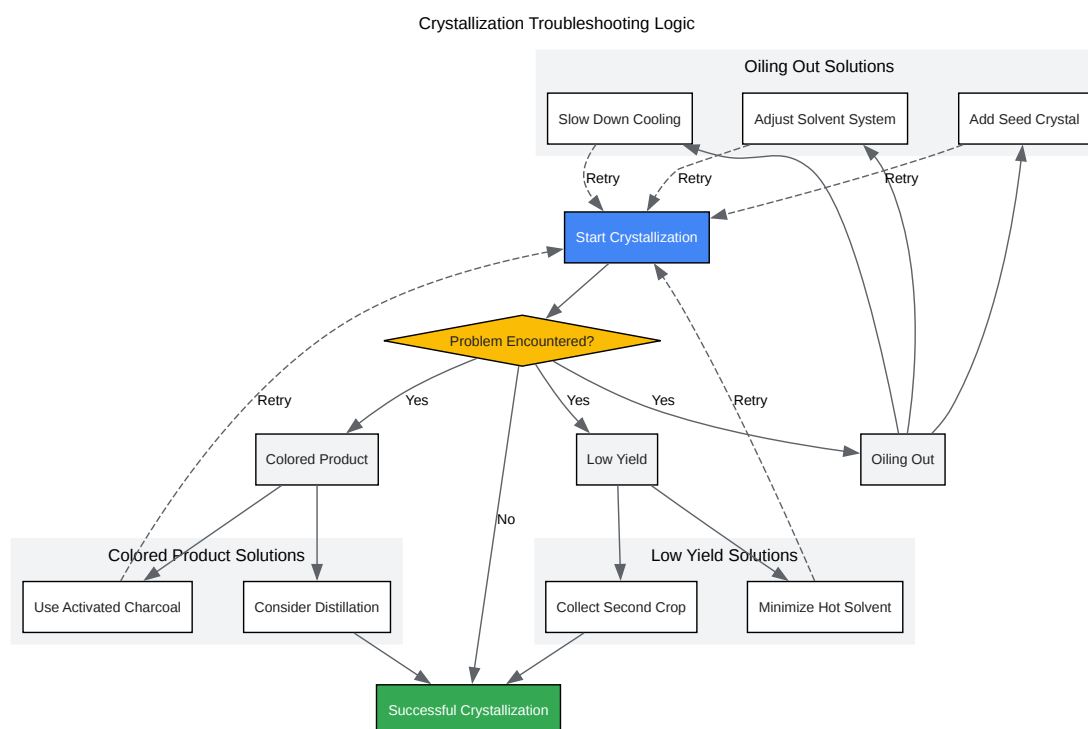 Crystallization Troubleshooting Logic
Oiling Out Solutions
Slow Down Cooling
Adjust Solvent System
Add Seed Crystal
Retry
Retry
Retry
Start Crystallization
Problem Encountered?
Retry
Yes
Yes
Yes
Retry
Colored Product
Low Yield
Oiling Out
No
Colored Product Solutions
Low Yield Solutions
Use Activated Charcoal
Consider Distillation
Collect Second Crop
Minimize Hot Solvent
Successful Crystallization